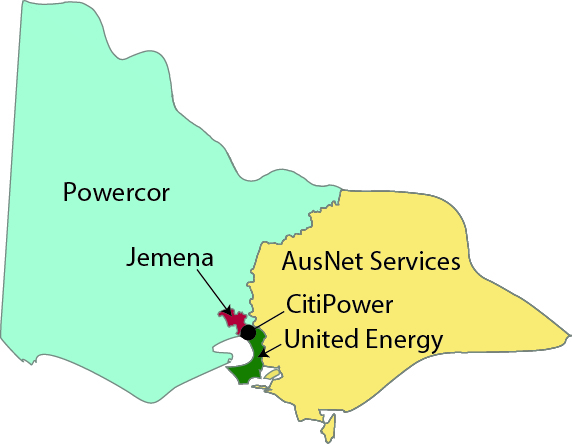 Powercor
Jemena
AusNet Services
CitiPower
United Energy